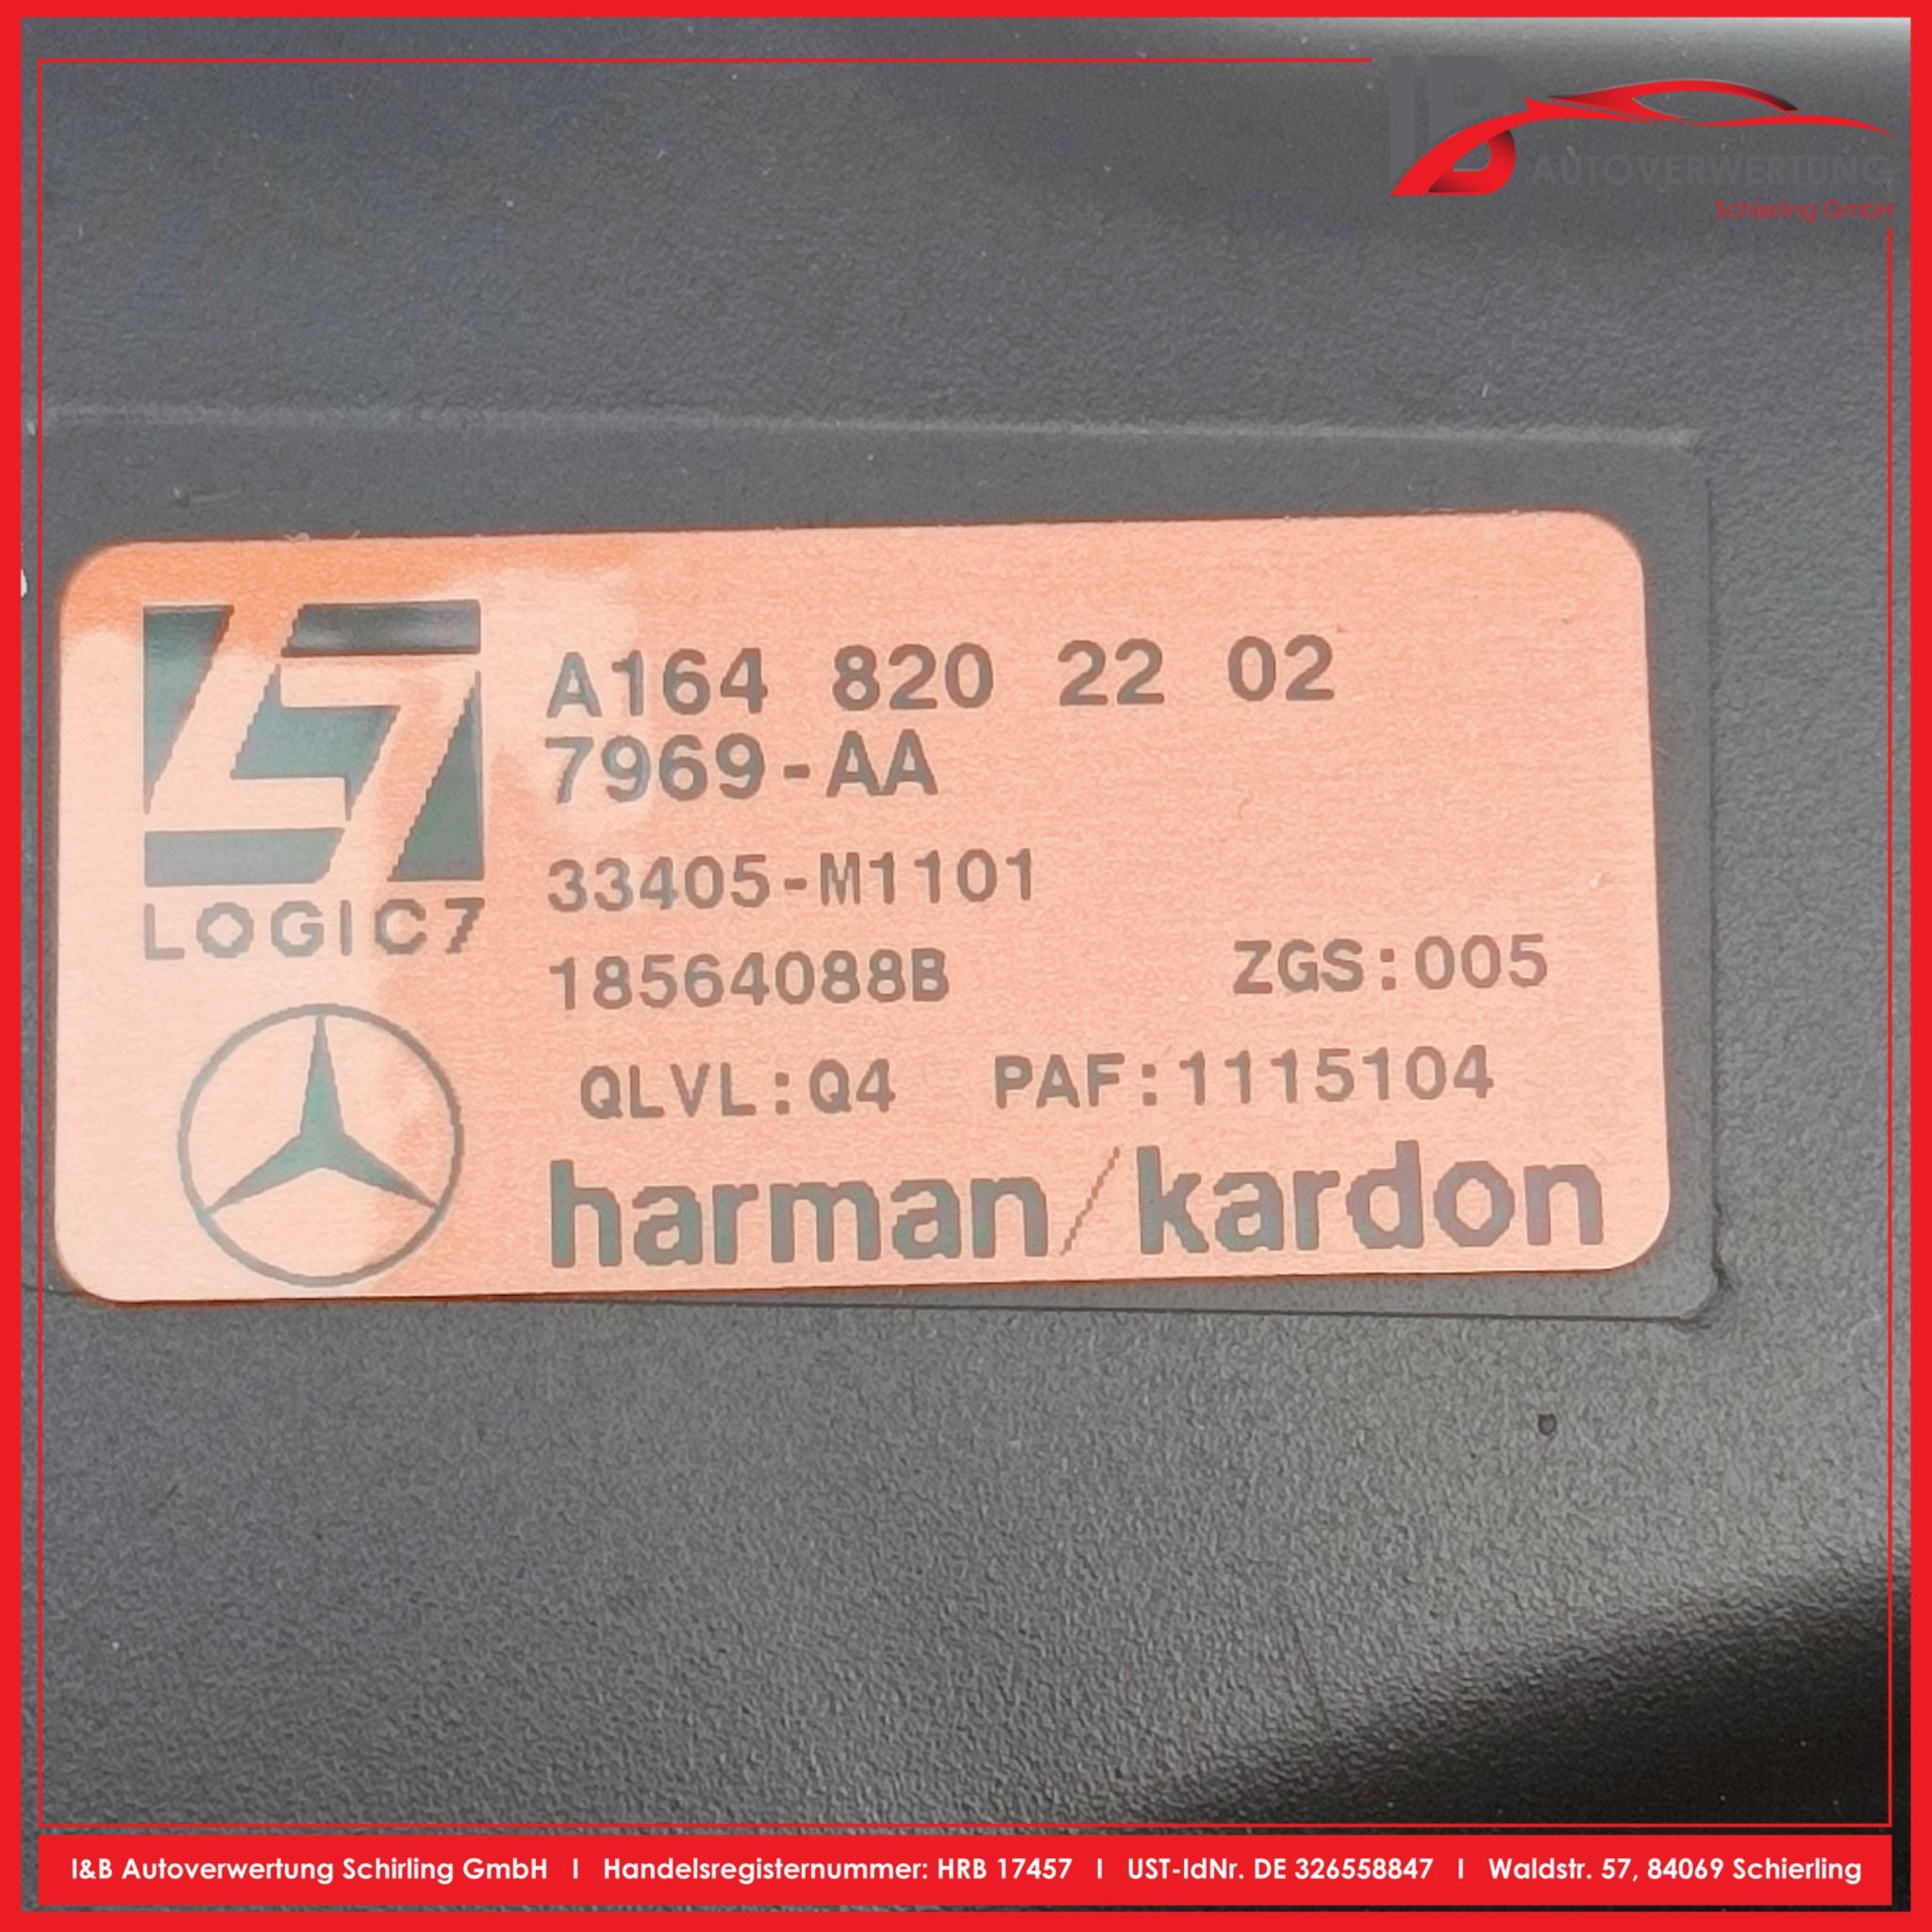 IB
AUTOVERWERTUNG
Schierling GmbH
A164 820 22 02
7969-AA
33405-M1101
LOGIC7
18564088B ZGS:005
QLVL:Q4 PAF:1115104
harman/kardon
I&B Autoverwertung Schirling GmbH I Handelsregisternummer: HRB 17457 I UST-IdNr. DE 326558847 I Waldstr. 57, 84069 Schierling